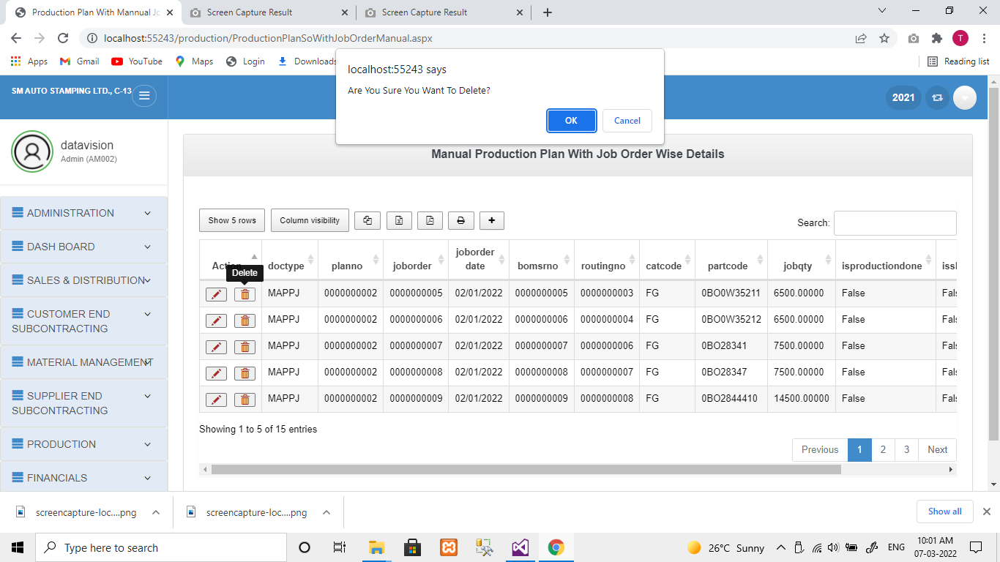 Production Plan With Mannual Jo
Screen Capture Result
Screen Capture Result
localhost:55243/production/ProductionPlanSoWithJobOrderManual.aspx
T
Apps
Gmail
YouTube
Maps
Login
Downloads
Reading list
localhost:55243 says
Are You Sure You Want To Delete?
OK
Cancel
SM AUTO STAMPING LTD., C-13
2021
datavision
Admin (AM002)
ADMINISTRATION
DASH BOARD
SALES & DISTRIBUTION
CUSTOMER END
SUBCONTRACTING
MATERIAL MANAGEMENT
SUPPLIER END
SUBCONTRACTING
PRODUCTION
FINANCIALS
Manual Production Plan With Job Order Wise Details
Show 5 rows
Column visibility
Search:
Action doctype planno joborder joborder date bomsrno routingno catcode partcode jobqty isproductiondone issl
Delete
MAPPJ 0000000002 0000000005 02/01/2022 0000000005 0000000003 FG 0BO0W35211 6500.00000 False Fals
MAPPJ 0000000002 0000000006 02/01/2022 0000000006 0000000004 FG 0BO0W35212 6500.00000 False Fals
MAPPJ 0000000002 0000000007 02/01/2022 0000000007 0000000006 FG 0BO28341 7500.00000 False Fals
MAPPJ 0000000002 0000000008 02/01/2022 0000000008 0000000007 FG 0BO28347 7500.00000 False Fals
MAPPJ 0000000002 0000000009 02/01/2022 0000000009 0000000008 FG 0BO2844410 14500.00000 False Fals
Showing 1 to 5 of 15 entries
Previous 1 2 3 Next
screencapture-loc....png
screencapture-loc....png
Show all
Type here to search
26°C Sunny
ENG
10:01 AM
07-03-2022